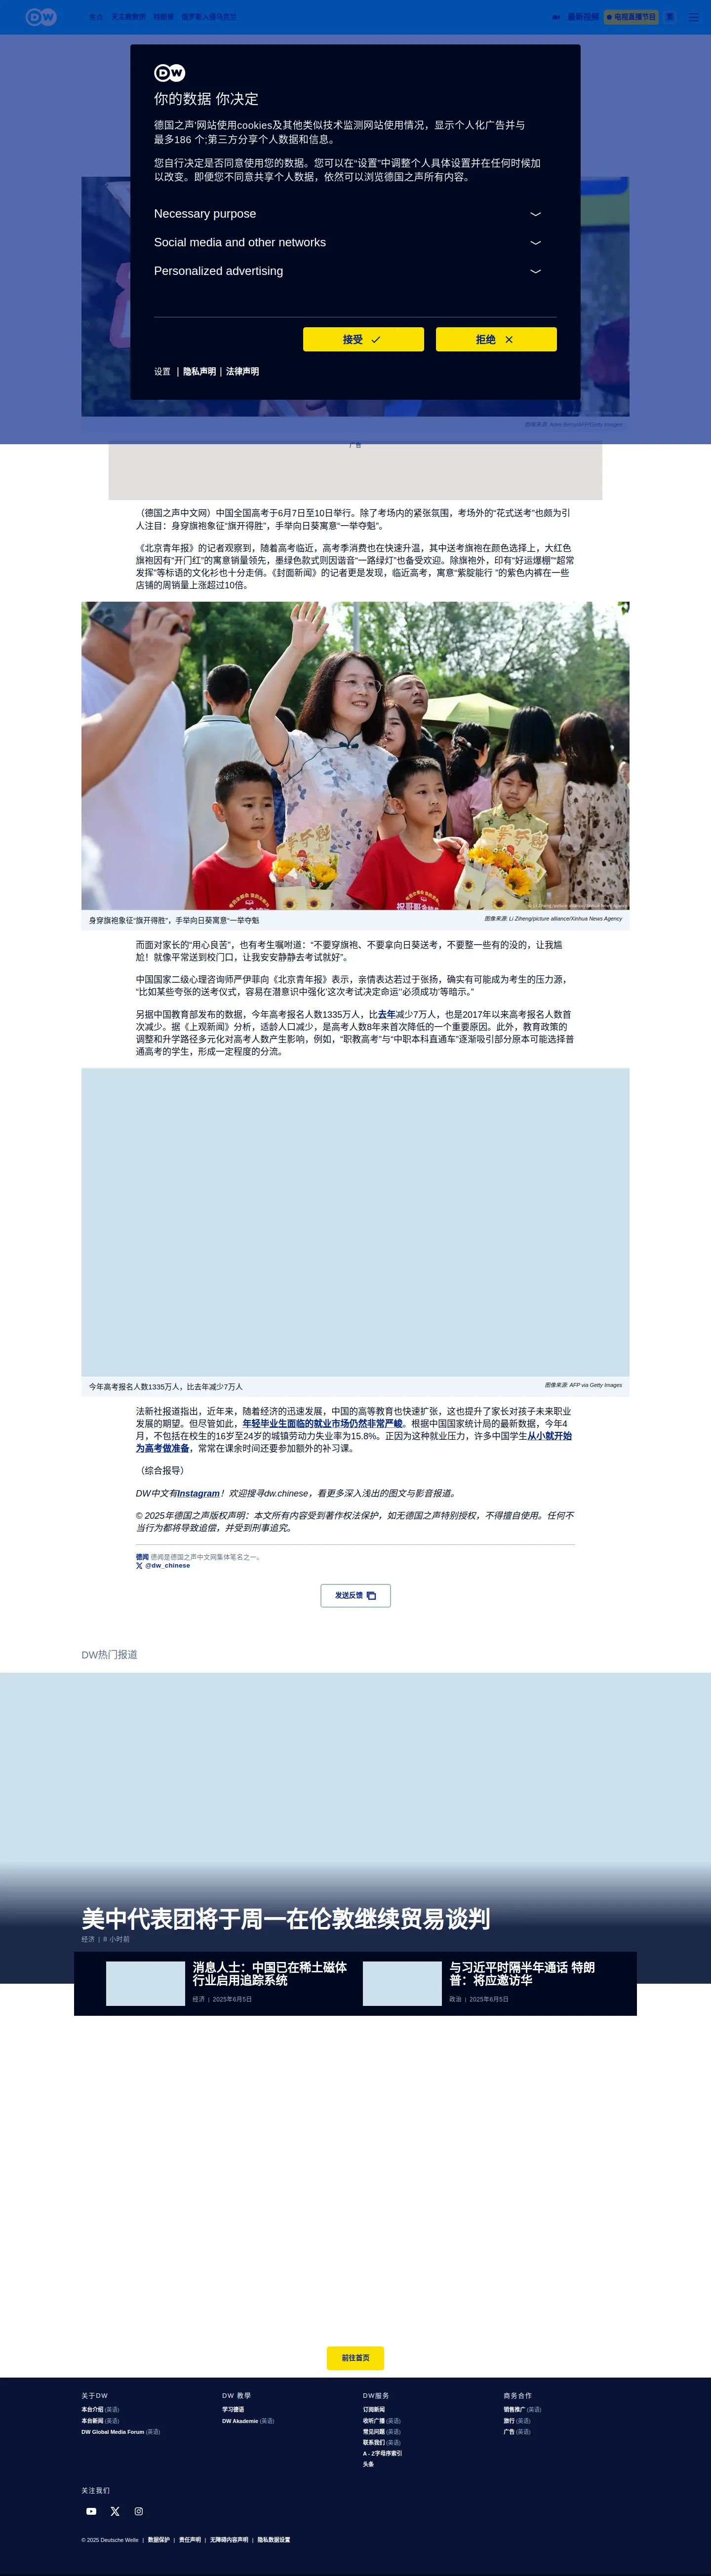 DW
焦点 天主教教宗 哈佛是 俄罗斯入侵乌克兰
最新视频 电视直播节目 繁
DW
你的数据 你决定
德国之声'网站使用cookies及其他类似技术监测网站使用情况，显示个人化广告并与
最多186 个;第三方分享个人数据和信息。
您自行决定是否同意使用您的数据。您可以在“设置”中调整个人具体设置并在任何时候加
以改变。即便您不同意共享个人数据，依然可以浏览德国之声所有内容。
Necessary purpose
Social media and other networks
Personalized advertising
接受
拒绝
设置 | 隐私声明 | 法律声明
图像来源: Adek Berry/AFP/Getty Images
广告
（德国之声中文网）中国全国高考于6月7日至10日举行。除了考场内的紧张氛围，考场外的“花式送考”也颇为引
人注目：身穿旗袍象征“旗开得胜”，手举向日葵寓意“一举夺魁”。
《北京青年报》的记者观察到，随着高考临近，高考季消费也在快速升温，其中送考旗袍在颜色选择上，大红色
旗袍因有“开门红”的寓意销量领先，墨绿色款式则因谐音“一路绿灯”也备受欢迎。除旗袍外，印有“好运爆棚”“超常
发挥”等标语的文化衫也十分走俏。《封面新闻》的记者更是发现，临近高考，寓意“紫腚能行 ”的紫色内裤在一些
店铺的周销量上涨超过10倍。
© Li Ziheng/picture alliance/Xinhua News Agency
身穿旗袍象征“旗开得胜”，手举向日葵寓意“一举夺魁
图像来源: Li Ziheng/picture alliance/Xinhua News Agency
而面对家长的“用心良苦”，也有考生嘱咐道：“不要穿旗袍、不要拿向日葵送考，不要整一些有的没的，让我尴
尬！就像平常送到校门口，让我安安静静去考试就好”。
中国国家二级心理咨询师严伊菲向《北京青年报》表示，亲情表达若过于张扬，确实有可能成为考生的压力源，
“比如某些夸张的送考仪式，容易在潜意识中强化‘这次考试决定命运’‘必须成功’等暗示。”
另据中国教育部发布的数据，今年高考报名人数1335万人，比去年减少7万人，也是2017年以来高考报名人数首
次减少。据《上观新闻》分析，适龄人口减少，是高考人数8年来首次降低的一个重要原因。此外，教育政策的
调整和升学路径多元化对高考人数产生影响，例如，“职教高考”与“中职本科直通车”逐渐吸引部分原本可能选择普
通高考的学生，形成一定程度的分流。
今年高考报名人数1335万人，比去年减少7万人
图像来源: AFP via Getty Images
法新社报道指出，近年来，随着经济的迅速发展，中国的高等教育也快速扩张，这也提升了家长对孩子未来职业
发展的期望。但尽管如此，年轻毕业生面临的就业市场仍然非常严峻。根据中国国家统计局的最新数据，今年4
月，不包括在校生的16岁至24岁的城镇劳动力失业率为15.8%。正因为这种就业压力，许多中国学生从小就开始
为高考做准备，常常在课余时间还要参加额外的补习课。
（综合报导）
DW中文有Instagram！欢迎搜寻dw.chinese，看更多深入浅出的图文与影音报道。
© 2025年德国之声版权声明：本文所有内容受到著作权法保护，如无德国之声特别授权，不得擅自使用。任何不
当行为都将导致追偿，并受到刑事追究。
德闻 德闻是德国之声中文网集体笔名之一。
@dw_chinese
发送反馈
DW热门报道
美中代表团将于周一在伦敦继续贸易谈判
经济 | 8 小时前
消息人士：中国已在稀土磁体
行业启用追踪系统
经济 | 2025年6月5日
与习近平时隔半年通话 特朗
普：将应邀访华
政治 | 2025年6月5日
前往首页
关于DW
本台介绍 (英语)
本台新闻 (英语)
DW Global Media Forum (英语)
DW 教學
学习德语
DW Akademie (英语)
DW服务
订阅新闻
收听广播 (英语)
常见问题 (英语)
联系我们 (英语)
A - Z字母序索引
头条
商务合作
销售推广 (英语)
旅行 (英语)
广告 (英语)
关注我们
© 2025 Deutsche Welle | 数据保护 | 责任声明 | 无障碍内容声明 | 隐私数据设置